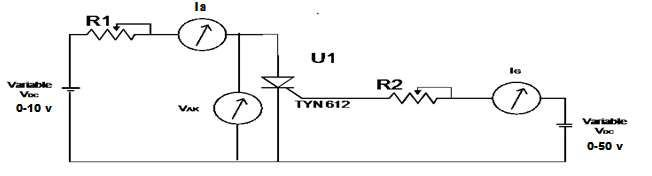 Ia
R1
U1
IG
R2
Variable
VDC
0-10 v
VAK
TYN 612
Variable
VDC
0-50 v